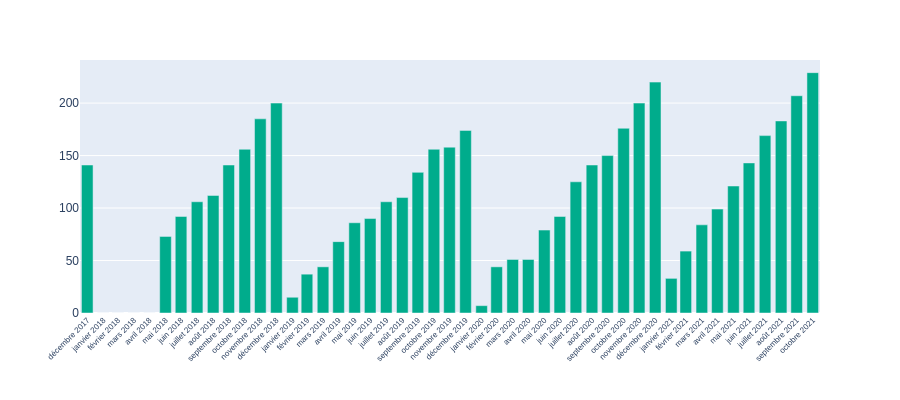 200
150
100
50
0
décembre 2017
janvier 2018
février 2018
mars 2018
avril 2018
mai 2018
juin 2018
juillet 2018
août 2018
septembre 2018
octobre 2018
novembre 2018
décembre 2018
janvier 2019
février 2019
mars 2019
avril 2019
mai 2019
juin 2019
juillet 2019
août 2019
septembre 2019
octobre 2019
novembre 2019
décembre 2019
janvier 2020
février 2020
mars 2020
avril 2020
mai 2020
juin 2020
juillet 2020
août 2020
septembre 2020
octobre 2020
novembre 2020
décembre 2020
janvier 2021
février 2021
mars 2021
avril 2021
mai 2021
juin 2021
juillet 2021
août 2021
septembre 2021
octobre 2021